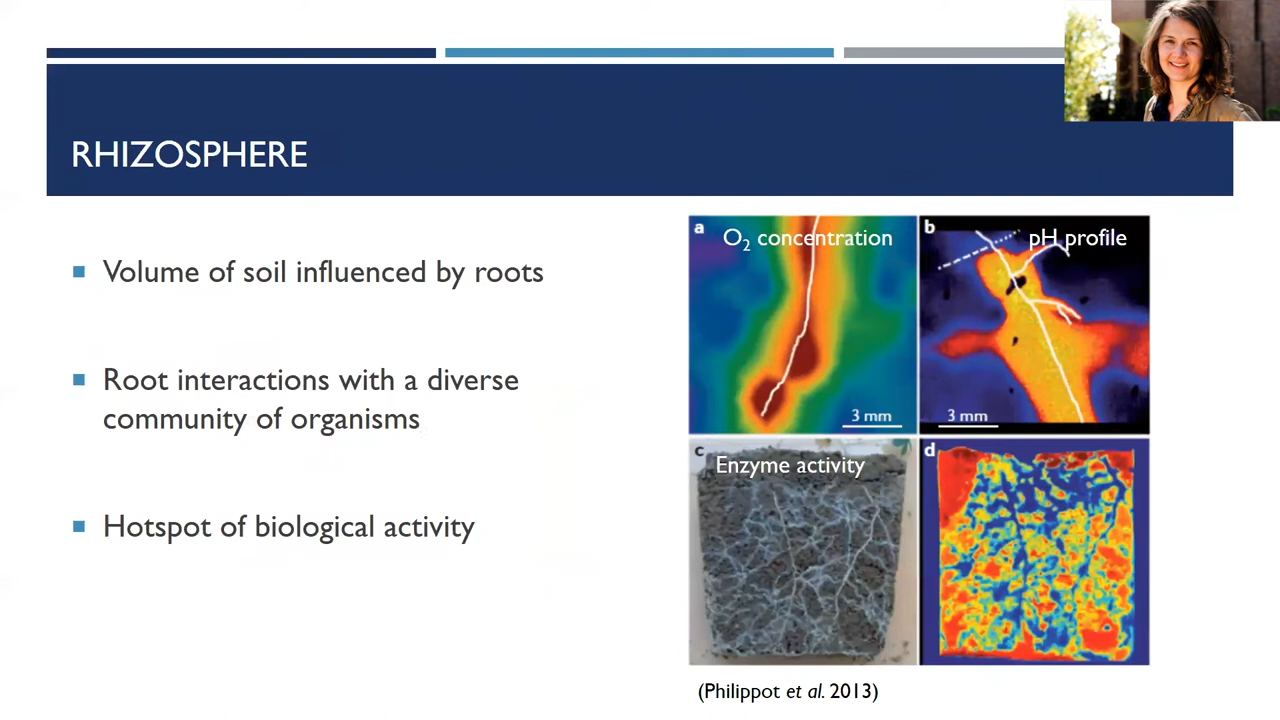 RHIZOSPHERE
Volume of soil influenced by roots
Root interactions with a diverse
community of organisms
Hotspot of biological activity
a
O₂ concentration
3 mm
b
pH profile
3 mm
c
Enzyme activity
d
(Philippot et al. 2013)